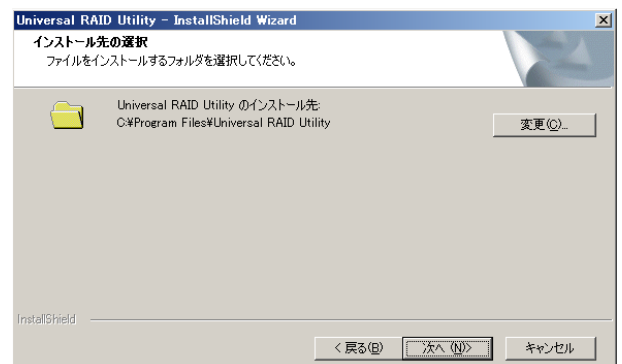 Universal RAID Utility - InstallShield Wizard
インストール先の選択
ファイルをインストールするフォルダを選択してください。
Universal RAID Utility のインストール先:
C:¥Program Files¥Universal RAID Utility
変更(C)...
InstallShield
< 戻る(B)
次へ (N)>
キャンセル